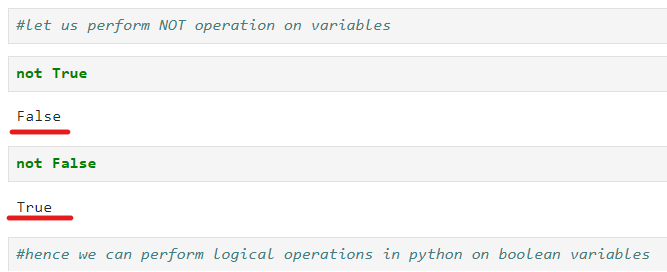 #let us perform NOT operation on variables
not True
False
not False
True
#hence we can perform logical operations in python on boolean variables